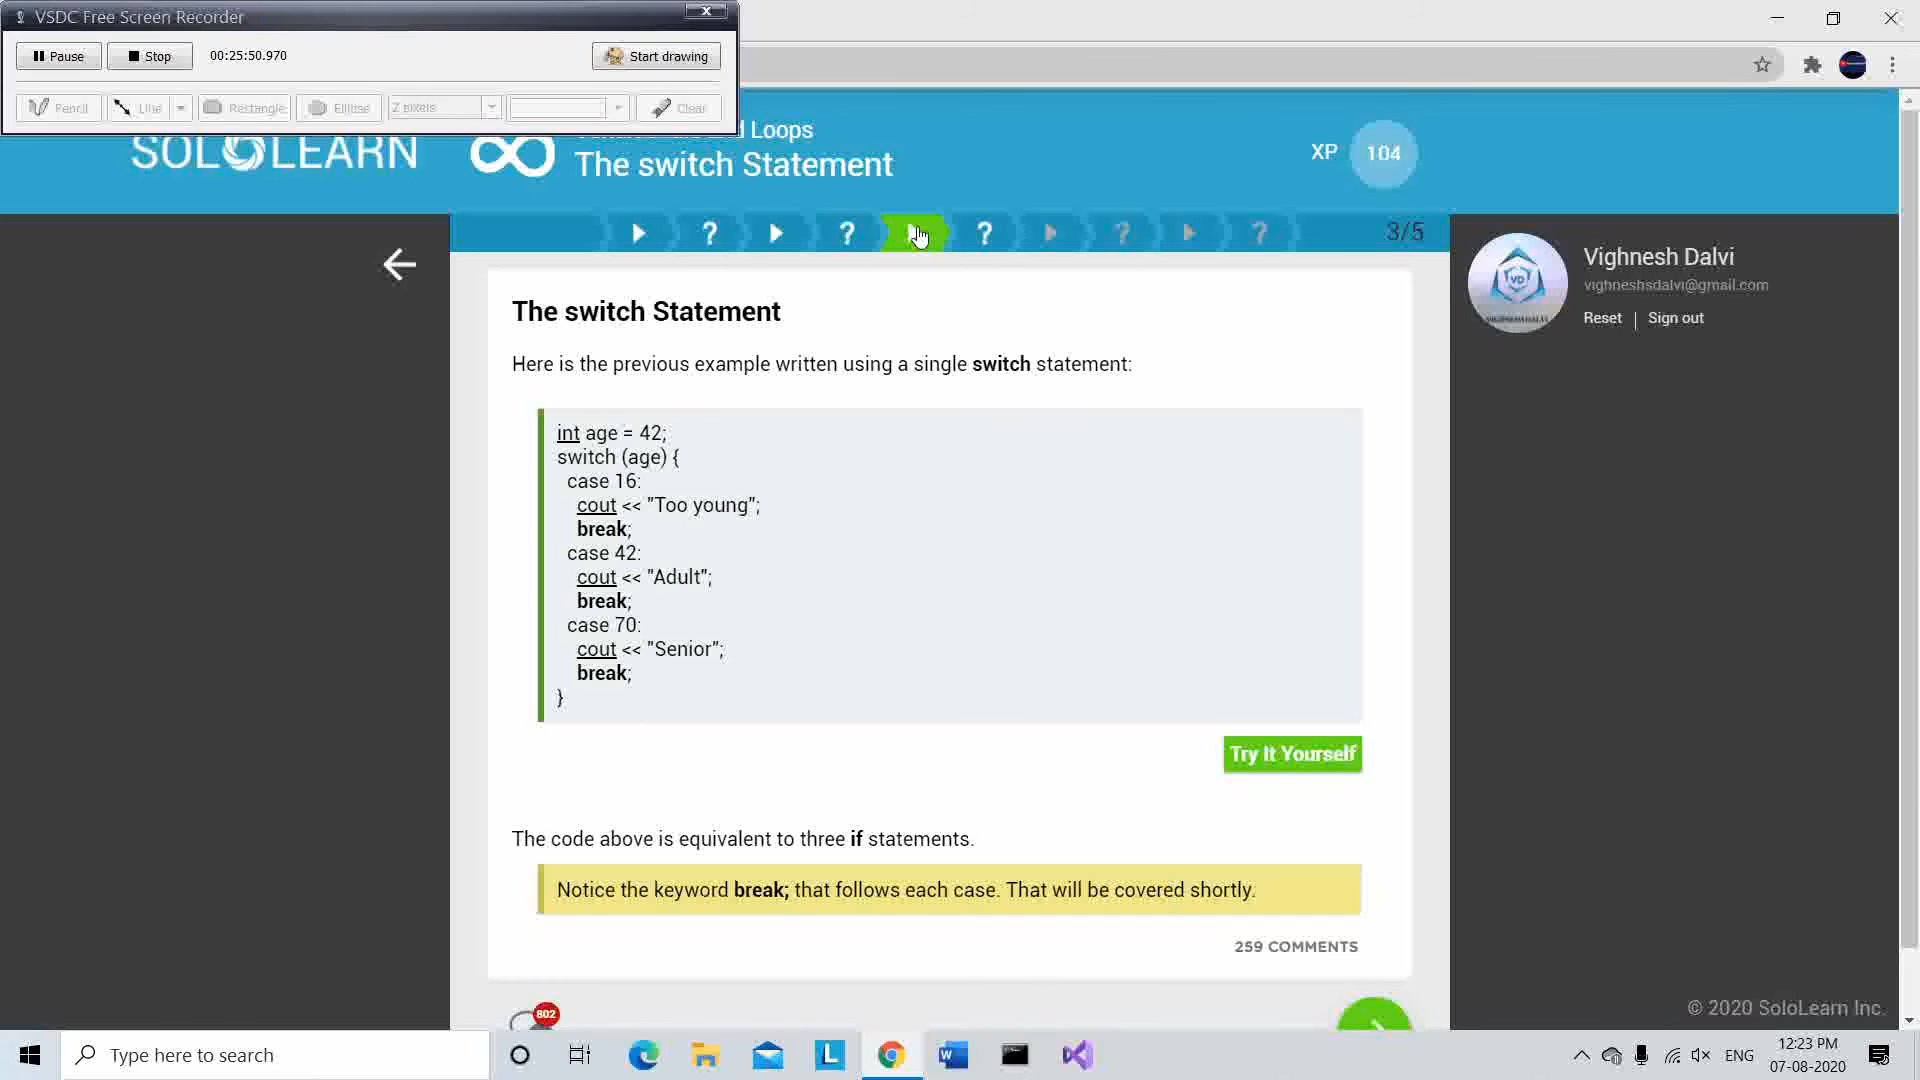 VSDC Free Screen Recorder
x
Pause
Stop
00:25:50.970
Start drawing
Pencil
Line
Rectangle
Ellipse
2 pixels
Clear
SOLOLEARN
Loops
The switch Statement
XP
104
?
?
?
?
?
3/5
Vighnesh Dalvi
vighneshsdalvi@gmail.com
Reset | Sign out
The switch Statement
Here is the previous example written using a single switch statement:
int age = 42;
switch (age) {
case 16:
cout << "Too young";
break;
case 42:
cout << "Adult";
break;
case 70:
cout << "Senior";
break;
}
Try It Yourself
The code above is equivalent to three if statements.
Notice the keyword break; that follows each case. That will be covered shortly.
259 COMMENTS
802
© 2020 SoloLearn Inc.
Type here to search
L
W
ENG
12:23 PM
07-08-2020